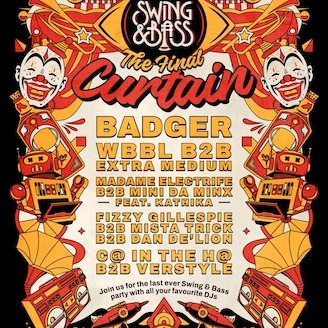 SWING
&BASS
The Final
Curtain
BADGER
WBBL B2B
EXTRA MEDIUM
MADAME ELECTRIFE
B2B MINI DA MINX
— FEAT. KATHIKA —
FIZZY GILLESPIE
B2B MISTA TRICK
B2B DAN DE'LION
C@ IN THE H@
B2B VERSTYLE
Join us for the last ever Swing & Bass
party with all your favourite DJs